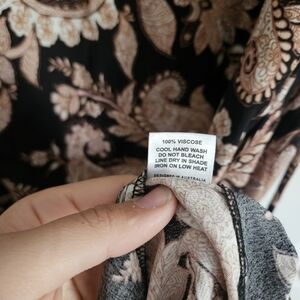 100% VISCOSE
COOL HAND WASH
DO NOT BLEACH
LINE DRY IN SHADE
IRON ON LOW HEAT
DESIGNED IN AUSTRALIA